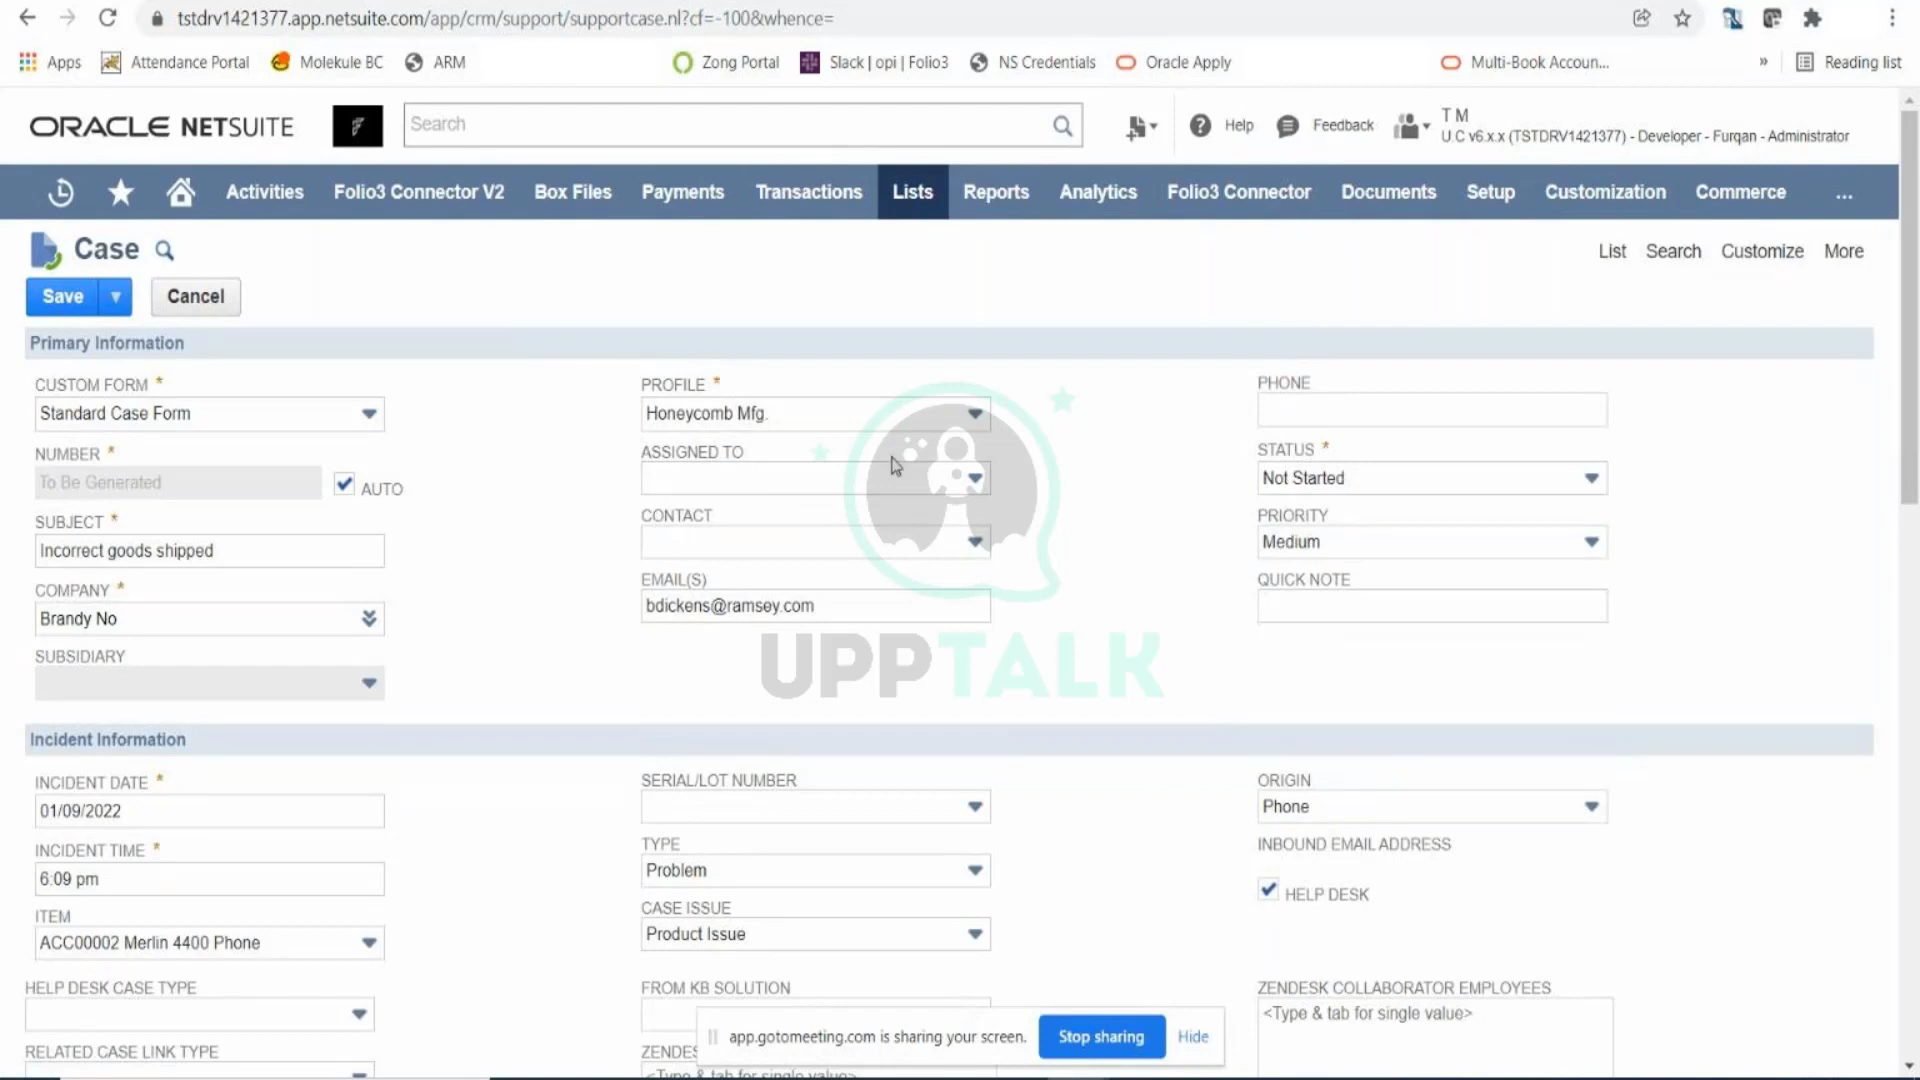 tstdrv1421377.app.netsuite.com/app/crm/support/supportcase.nl?cf=-100&whence=
Apps Attendance Portal Molekule BC ARM Zong Portal Slack | opi | Folio3 NS Credentials Oracle Apply Multi-Book Accoun... » Reading list
ORACLE NETSUITE Search Help Feedback T M
U.C v6.x.x (TSTDRV1421377) - Developer - Furqan - Administrator
Activities Folio3 Connector V2 Box Files Payments Transactions Lists Reports Analytics Folio3 Connector Documents Setup Customization Commerce ...
Case List Search Customize More
Save Cancel
Primary Information
CUSTOM FORM *
Standard Case Form
NUMBER *
To Be Generated AUTO
SUBJECT *
Incorrect goods shipped
COMPANY *
Brandy No
SUBSIDIARY
PROFILE *
Honeycomb Mfg.
ASSIGNED TO
CONTACT
EMAIL(S)
bdickens@ramsey.com
PHONE
STATUS *
Not Started
PRIORITY
Medium
QUICK NOTE
UPPTALK
Incident Information
INCIDENT DATE *
01/09/2022
INCIDENT TIME *
6:09 pm
ITEM
ACC00002 Merlin 4400 Phone
HELP DESK CASE TYPE
RELATED CASE LINK TYPE
SERIAL/LOT NUMBER
TYPE
Problem
CASE ISSUE
Product Issue
FROM KB SOLUTION
ZENDES
<Type & tab for single value>
ORIGIN
Phone
INBOUND EMAIL ADDRESS
HELP DESK
ZENDESK COLLABORATOR EMPLOYEES
<Type & tab for single value>
app.gotomeeting.com is sharing your screen. Stop sharing Hide